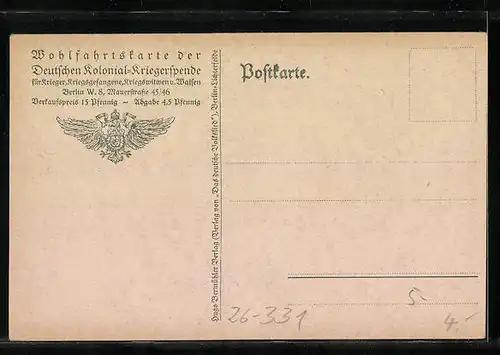 Wohlfahrtskarte der
Deutschen Kolonial-Kriegerspende
für Krieger, Kriegsgefangene, Kriegswitwen u. Waisen
Berlin W. 8, Mauerstraße 45/46
Verkaufspreis 15 Pfennig ~ Abgabe 4,5 Pfennig
Hugo Vermühler Verlag (Verlag von „Das deutsche Volkslied“), Berlin-Lichterfelde
Postkarte.
5-
26-331
4.-